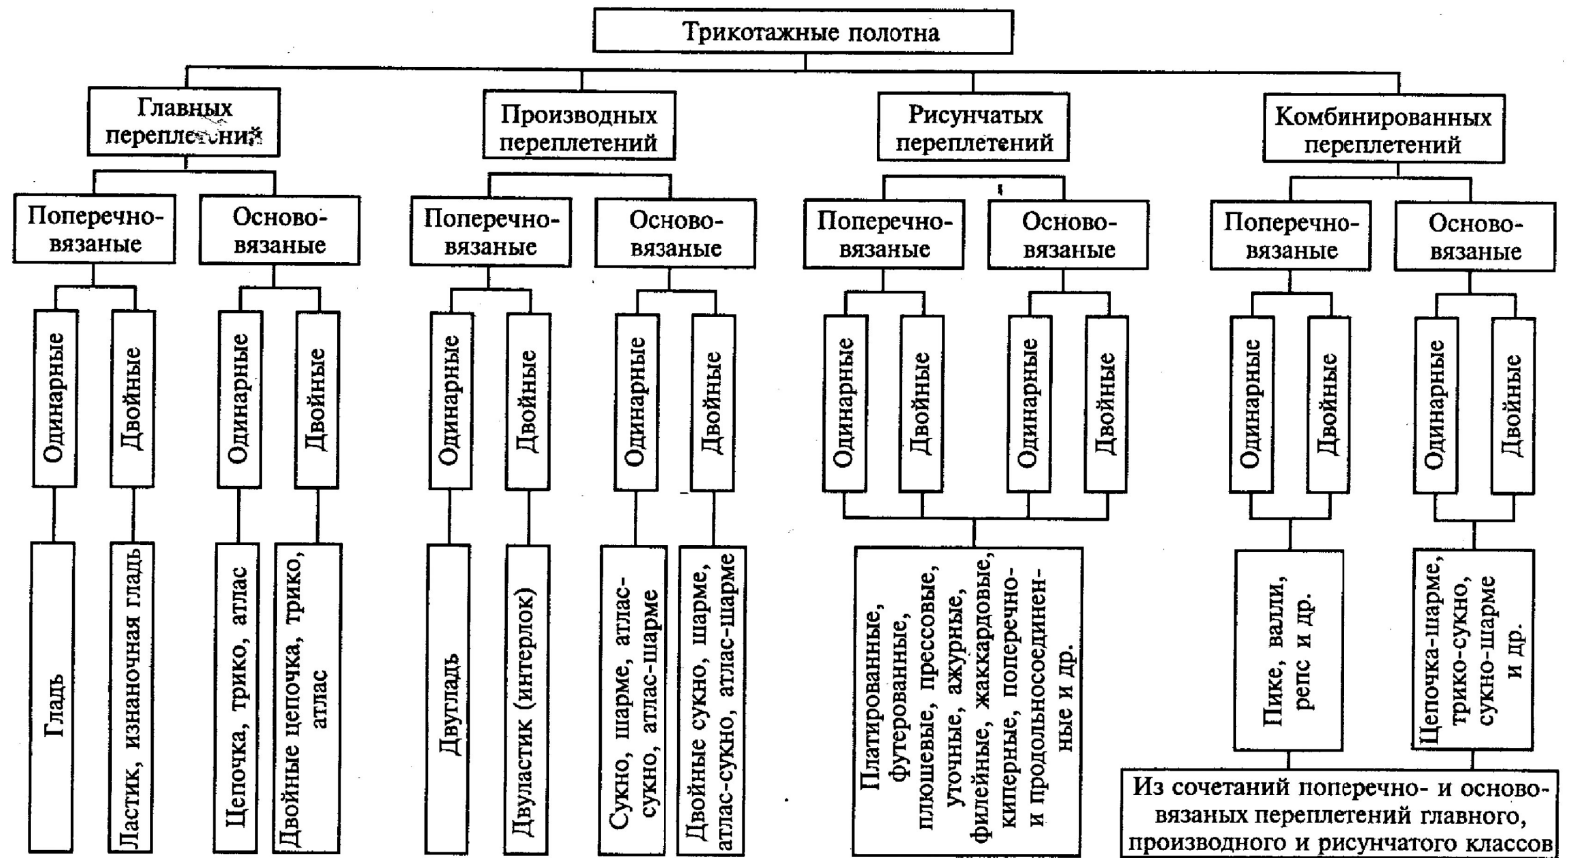 Трикотажные полотна
Главных
переплетений
Производных
переплетений
Рисунчатых
переплетений
Комбинированных
переплетений
Поперечно-
вязаные
Осново-
вязаные
Поперечно-
вязаные
Осново-
вязаные
Поперечно-
вязаные
Осново-
вязаные
Поперечно-
вязаные
Осново-
вязаные
Одинарные
Двойные
Одинарные
Двойные
Одинарные
Двойные
Одинарные
Двойные
Одинарные
Двойные
Одинарные
Двойные
Одинарные
Двойные
Одинарные
Двойные
Гладь
Ластик, изнаночная гладь
Цепочка, трико, атлас
Двойные цепочка, трико,
атлас
Двугладь
Двуластик (интерлок)
Сукно, шарме, атлас-
сукно, атлас-шарме
Двойные сукно, шарме,
атлас-сукно, атлас-шарме
Платированные,
футерованные,
плюшевые, прессовые,
уточные, ажурные,
филейные, жаккардовые,
киперные, поперечно-
и продольносоединен-
ные и др.
Пике, валли,
репс и др.
Цепочка-шарме,
трико-сукно,
сукно-шарме
и др.
Из сочетаний поперечно- и осново-
вязаных переплетений главного,
производного и рисунчатого классов